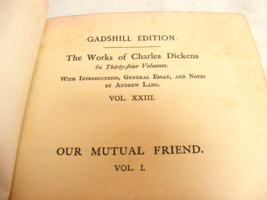 GADSHILL EDITION.
The Works of Charles Dickens
In Thirty-four Volumes.
With Introductions, General Essay, and Notes
by Andrew Lang.
VOL. XXIII.
OUR MUTUAL FRIEND.
VOL. I.